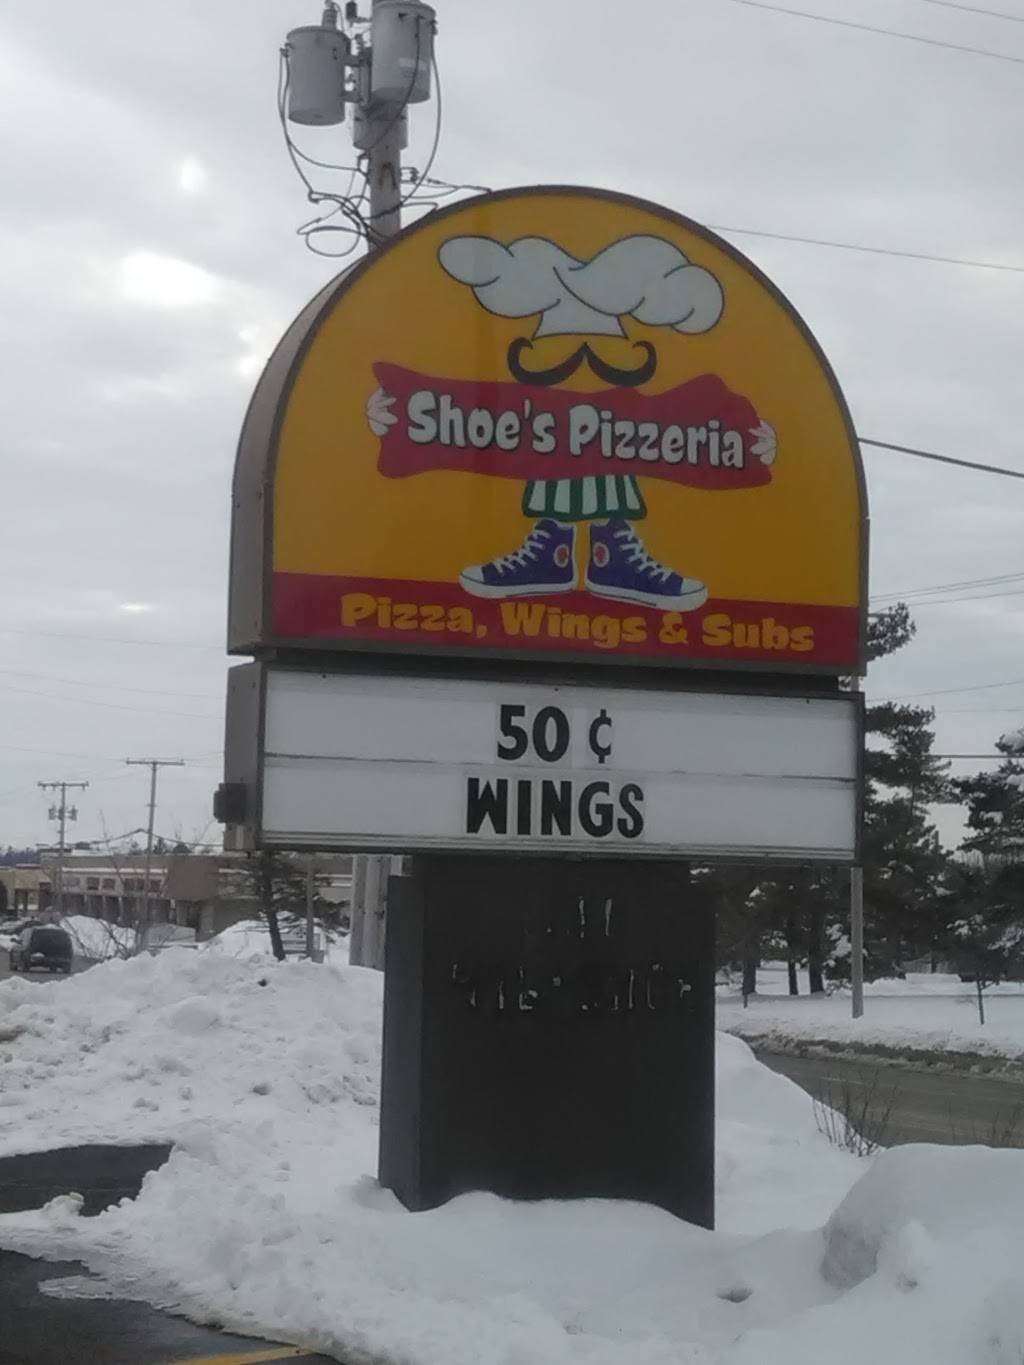 Shoe's Pizzeria
Pizza, Wings & Subs
50 ¢
WINGS